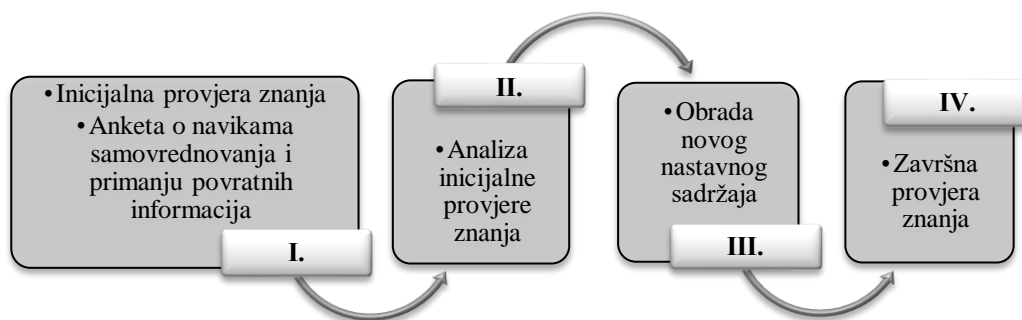 •Inicijalna provjera znanja
•Anketa o navikama
samovrednovanja i
primanju povratnih
informacija
I.
II.
•Analiza
inicijalne
provjere
znanja
•Obrada
novog
nastavnog
sadržaja
III.
IV.
•Završna
provjera
znanja